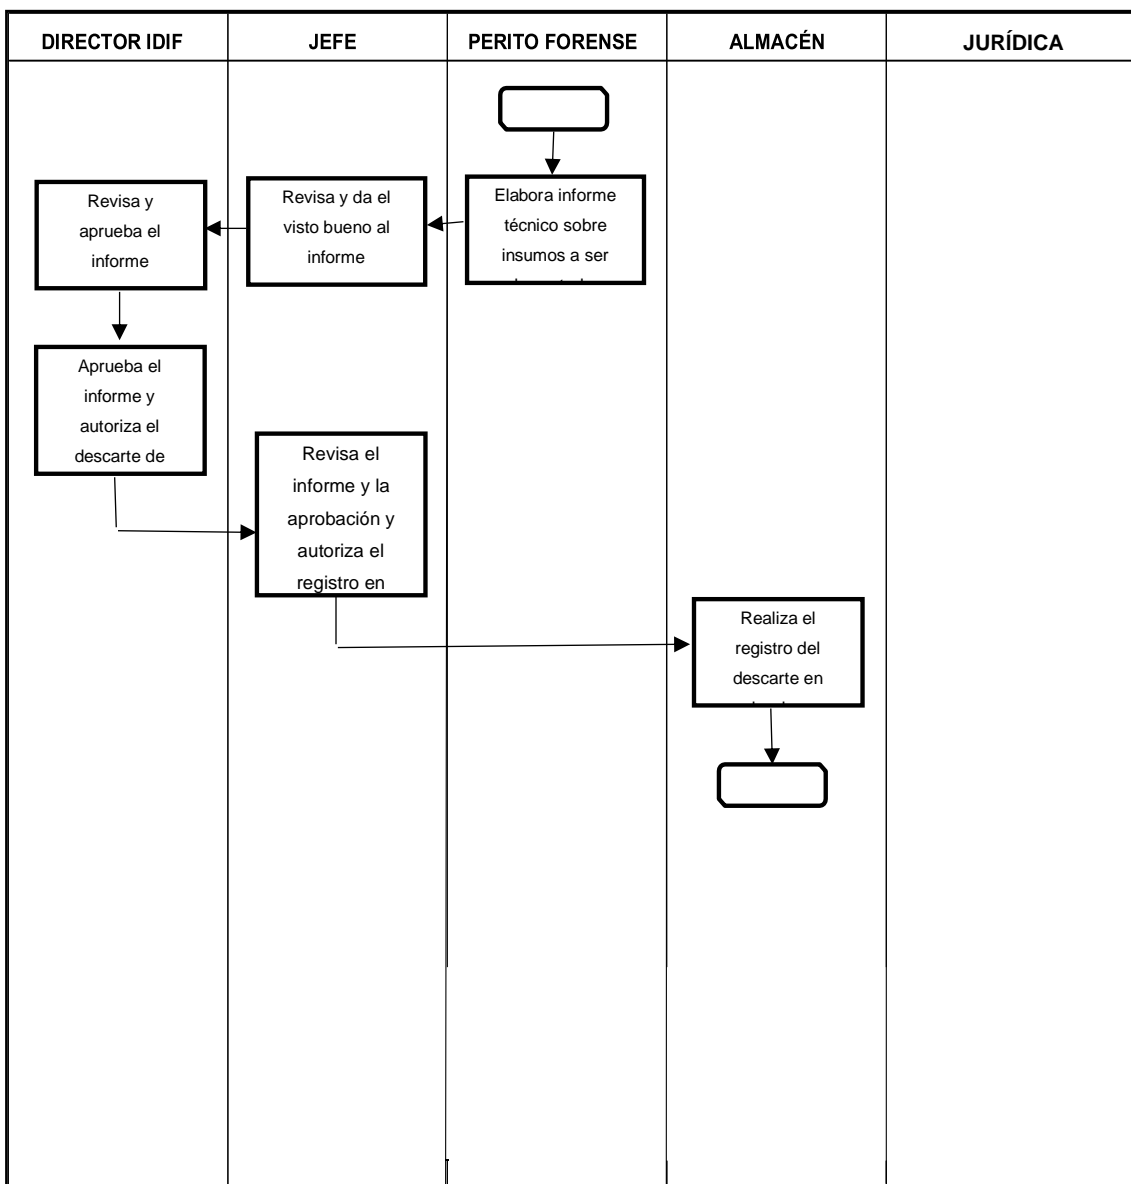 DIRECTOR IDIF
JEFE
PERITO FORENSE
ALMACÉN
JURÍDICA
Elabora informe
técnico sobre
insumos a ser
Revisa y da el
visto bueno al
informe
Revisa y
aprueba el
informe
Aprueba el
informe y
autoriza el
descarte de
Revisa el
informe y la
aprobación y
autoriza el
registro en
Realiza el
registro del
descarte en